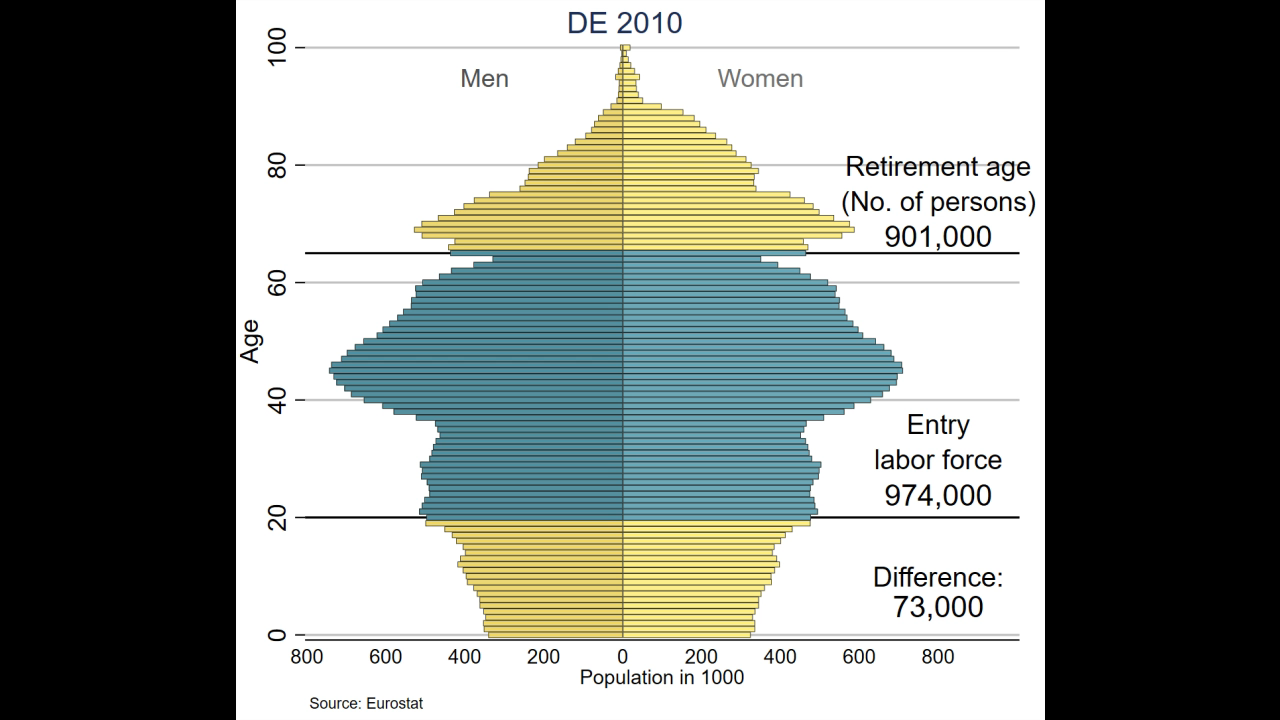 DE 2010
Men
Women
100
80
60
40
20
0
Age
Retirement age
(No. of persons)
901,000
Entry
labor force
974,000
Difference:
73,000
800 600 400 200 0 200 400 600 800
Population in 1000
Source: Eurostat